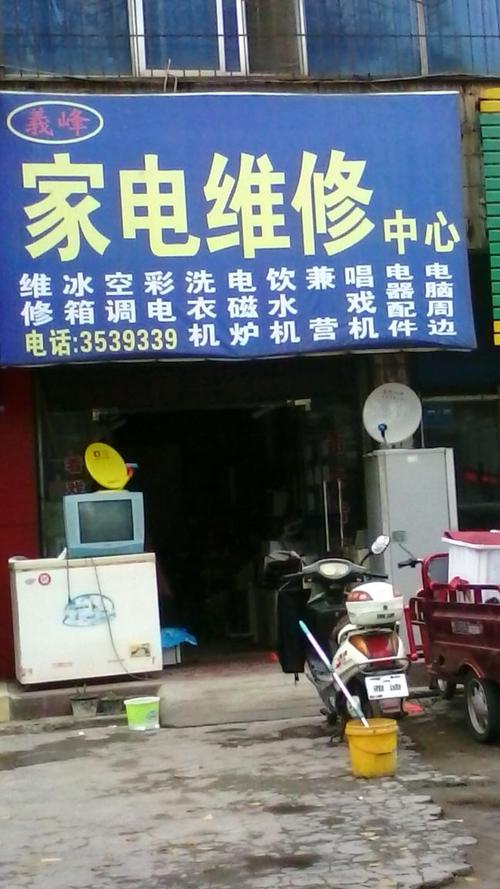 義峰
家电维修中心
维修
冰箱
空调
彩电
洗衣机
电磁炉
饮水机
兼营
唱戏机
电器配件
电脑周边
电话:3539339